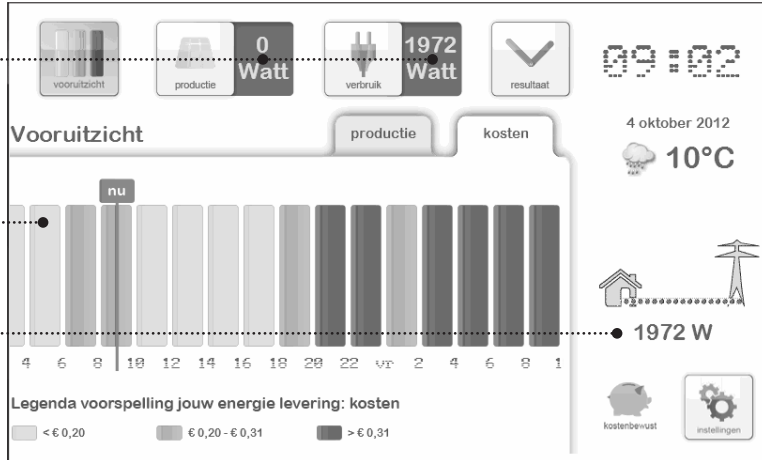 0
Watt
1972
Watt
vooruitzicht
productie
verbruik
resultaat
09:02
4 oktober 2012
10°C
Vooruitzicht
productie
kosten
nu
4 6 8 10 12 14 16 18 20 22 vr 2 4 6 8 1
1972 W
Legenda voorspelling jouw energie levering: kosten
< € 0,20
€ 0,20 - € 0,31
> € 0,31
kostenbewust
instellingen